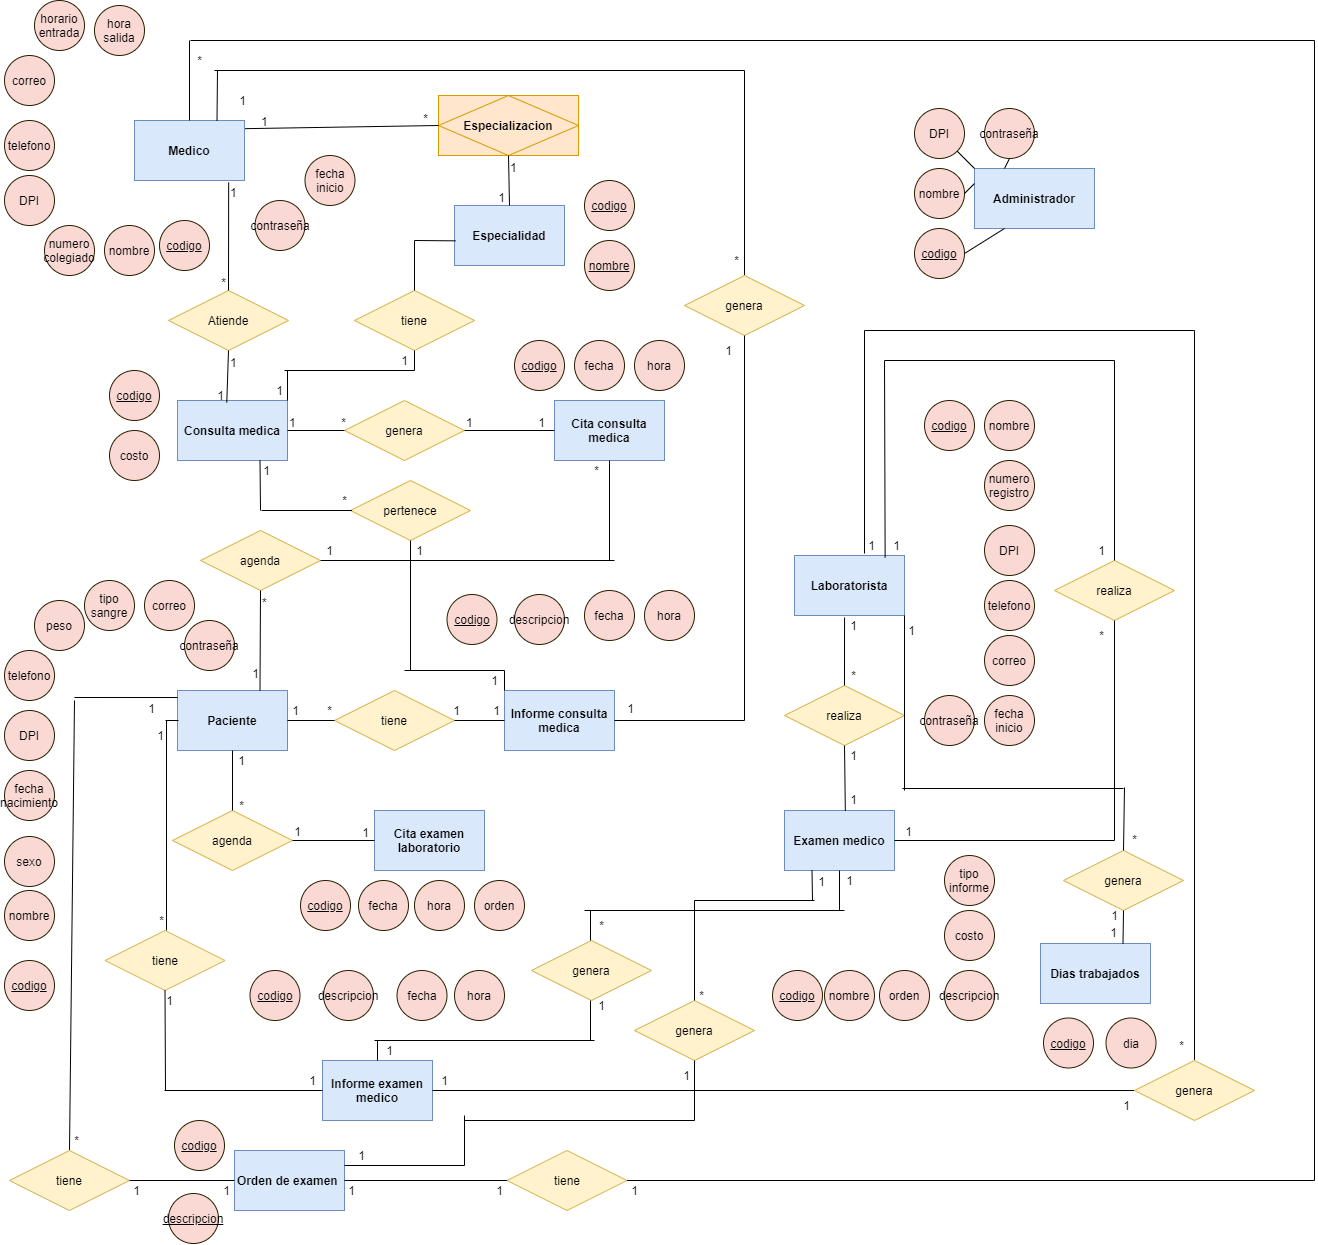 horario
entrada
hora
salida
*
correo
1
1
*
Especializacion
DPI
contraseña
telefono
Medico
fecha
inicio
1
1
DPI
1
codigo
nombre
Administrador
contraseña
Especialidad
numero
colegiado
nombre
codigo
nombre
codigo
*
*
Atiende
tiene
genera
1
1
1
codigo
fecha
hora
codigo
1
1
Consulta medica
1
*
genera
1
1
Cita consulta
medica
codigo
nombre
costo
1
*
numero
registro
*
pertenece
agenda
1
1
1
1
1
DPI
Laboratorista
realiza
*
tipo
sangre
correo
peso
contraseña
codigo
descripcion
fecha
hora
1
1
telefono
*
telefono
1
1
*
correo
DPI
1
1
Paciente
1
*
tiene
1
1
Informe consulta
medica
1
realiza
contraseña
fecha
inicio
1
1
fecha
nacimiento
*
1
agenda
1
1
Cita examen
laboratorio
Examen medico
1
*
sexo
1
1
tipo
informe
genera
nombre
*
codigo
fecha
hora
orden
*
costo
1
1
tiene
genera
Dias trabajados
codigo
1
codigo
descripcion
fecha
hora
1
*
codigo
nombre
orden
descripcion
genera
codigo
dia
*
1
1
1
Informe examen
medico
1
1
genera
1
*
codigo
1
tiene
1
1
Orden de examen
1
1
tiene
1
descripcion